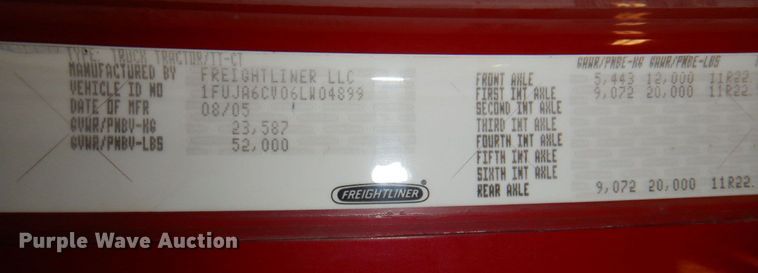 TYPE: TRUCK TRACTOR/TT-CT
MANUFACTURED BY FREIGHTLINER LLC
VEHICLE ID NO 1FUJA6CV06LW04899
DATE OF MFR 08/05
GVWR/PNBV-KG 23,587
GVWR/PNBV-LBS 52,000
GAWR/PNBE-KG GAWR/PNBE-LBS
FRONT AXLE 5,443 12,000 11R22.
FIRST INT AXLE 9,072 20,000 11R22.
SECOND INT AXLE
THIRD INT AXLE
FOURTH INT AXLE
FIFTH INT AXLE
SIXTH INT AXLE
REAR AXLE 9,072 20,000 11R22.
FREIGHTLINER
Purple Wave Auction